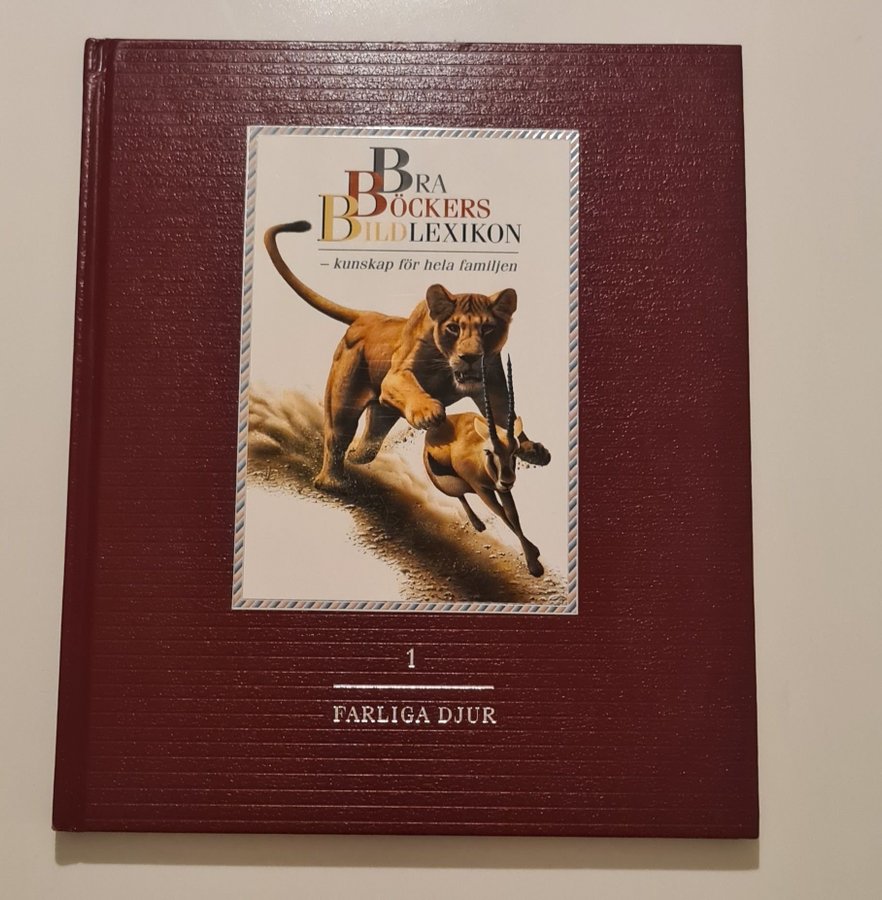 BRA
BÖCKERS
BILDLEXIKON
– kunskap för hela familjen
1
FARLIGA DJUR